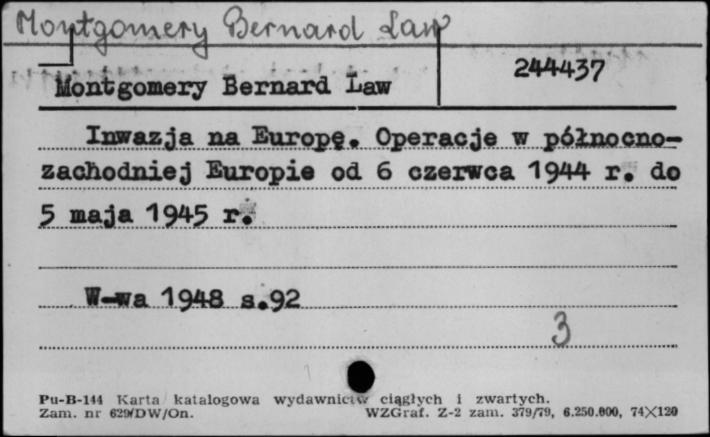 Montgomery Bernard Law
Montgomery Bernard Law
244437
Inwazja na Europę. Operacje w północno-
zachodniej Europie od 6 czerwca 1944 r. do
5 maja 1945 r.
W-wa 1948 s.92
3
Pu-B-144 Karta katalogowa wydawnictw ciągłych i zwartych.
Zam. nr 629/DW/On. WZGraf. Z-2 zam. 379/79, 6.250.000, 74×120